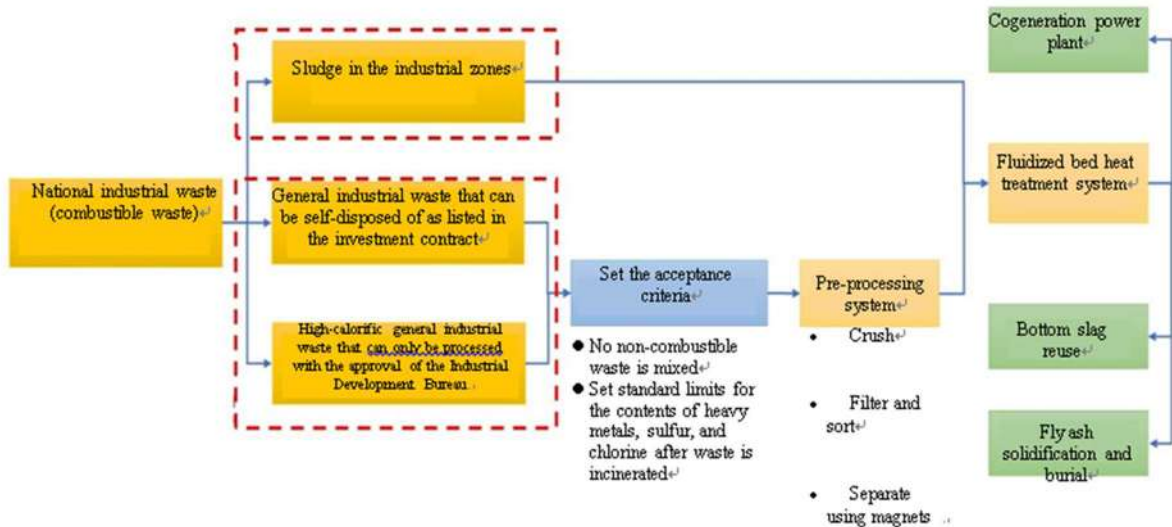 Cogeneration power
plant↵
Sludge in the industrial zones↵
National industrial waste
(combustible waste)↵
General industrial waste that can
be self-disposed of as listed in
the investment contract↵
Fluidized bed heat
treatment system↵
High-calorific general industrial
waste that can only be processed
with the approval of the Industrial
Development Bureau.↵
Set the acceptance
criteria↵
● No non-combustible
waste is mixed↵
● Set standard limits for
the contents of heavy
metals, sulfur, and
chlorine after waste is
incinerated↵
Pre-processing
system↵
• Crush↵
• Filter and
sort↵
• Separate
using magnets↵
Bottom slag
reuse↵
Fly ash
solidification and
burial↵